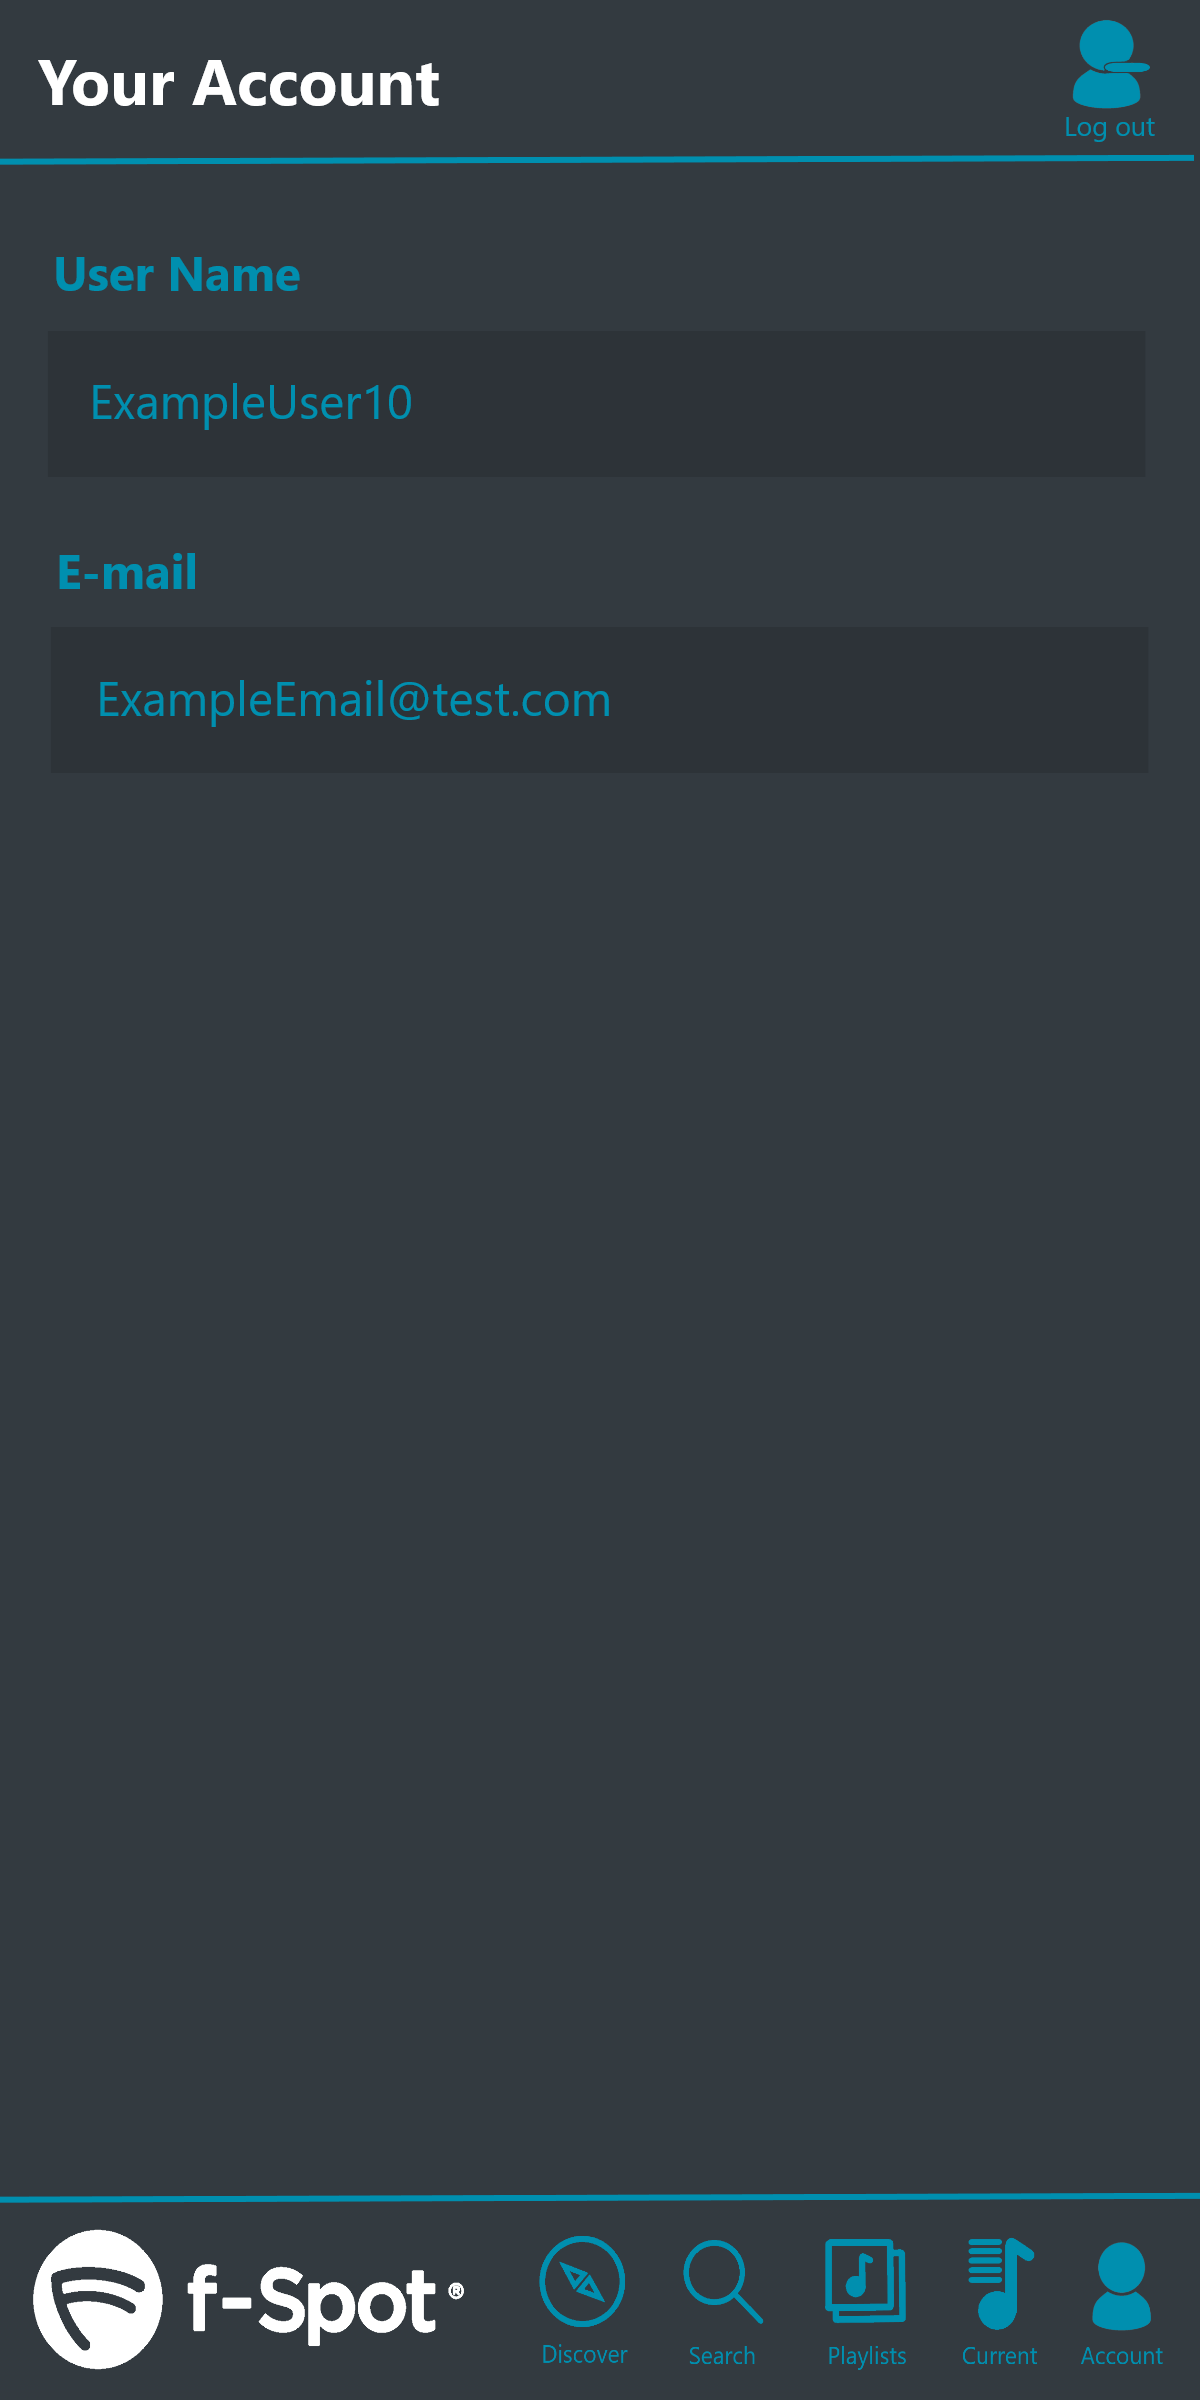 Your Account
Log out
User Name
ExampleUser10
E-mail
ExampleEmail@test.com
f-Spot®
Discover
Search
Playlists
Current
Account